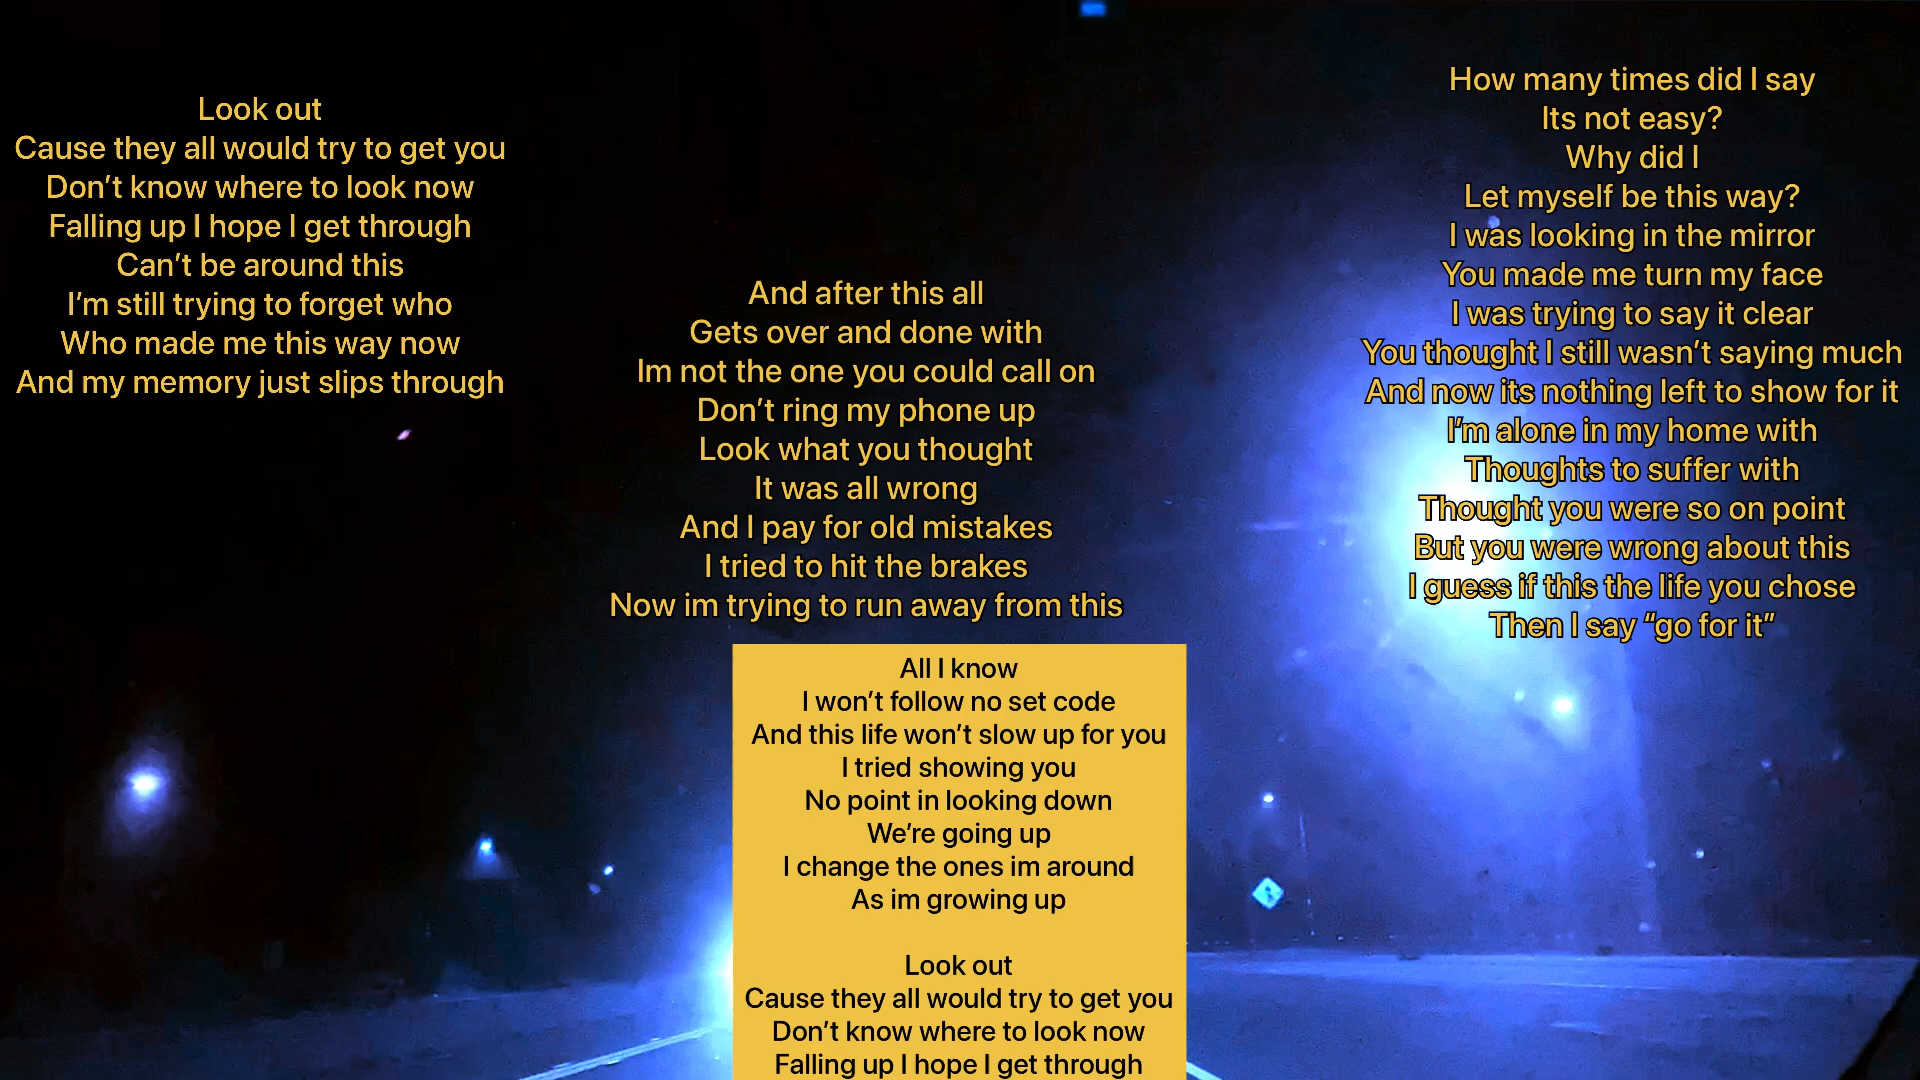 Look out
Cause they all would try to get you
Don’t know where to look now
Falling up I hope I get through
Can’t be around this
I’m still trying to forget who
Who made me this way now
And my memory just slips through
And after this all
Gets over and done with
Im not the one you could call on
Don’t ring my phone up
Look what you thought
It was all wrong
And I pay for old mistakes
I tried to hit the brakes
Now im trying to run away from this
How many times did I say
Its not easy?
Why did I
Let myself be this way?
I was looking in the mirror
You made me turn my face
I was trying to say it clear
You thought I still wasn’t saying much
And now its nothing left to show for it
I’m alone in my home with
Thoughts to suffer with
Thought you were so on point
But you were wrong about this
I guess if this the life you chose
Then I say “go for it”
All I know
I won’t follow no set code
And this life won’t slow up for you
I tried showing you
No point in looking down
We’re going up
I change the ones im around
As im growing up
Look out
Cause they all would try to get you
Don’t know where to look now
Falling up I hope I get through